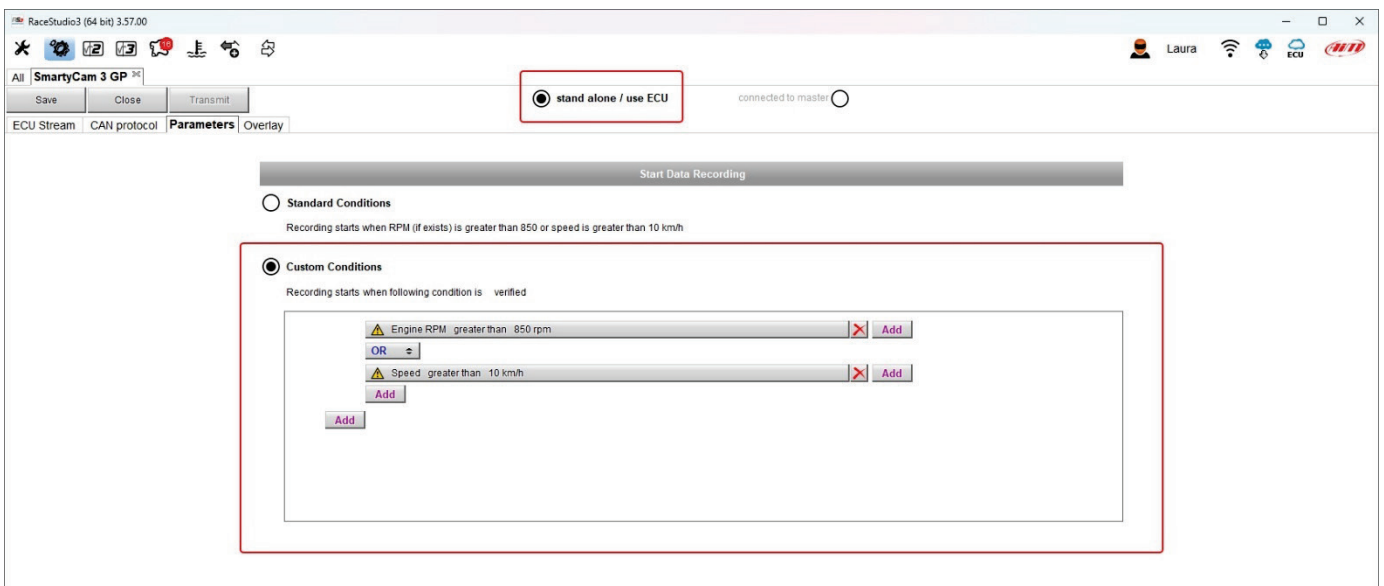 RaceStudio3 (64 bit) 3.57.00
Laura ECU AiM
All SmartyCam 3 GP
Save Close Transmit stand alone / use ECU connected to master
ECU Stream CAN protocol Parameters Overlay
Start Data Recording
Standard Conditions
Recording starts when RPM (if exists) is greater than 850 or speed is greater than 10 km/h
Custom Conditions
Recording starts when following condition is verified
Engine RPM greater than 850 rpm Add
OR
Speed greater than 10 km/h Add
Add
Add